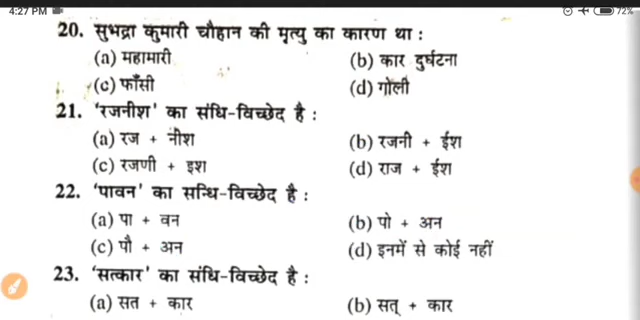 4:27 PM 72%
20. सुभद्रा कुमारी चौहान की मृत्यु का कारण था :
(a) महामारी (b) कार दुर्घटना
(c) फाँसी (d) गोली
21. ‘रजनीश’ का संधि-विच्छेद है :
(a) रज + नीश (b) रजनी + ईश
(c) रजणी + इश (d) राज + ईश
22. ‘पावन’ का सन्धि-विच्छेद है :
(a) पा + वन (b) पो + अन
(c) पौ + अन (d) इनमें से कोई नहीं
23. ‘सत्कार’ का संधि-विच्छेद है :
(a) सत + कार (b) सत् + कार